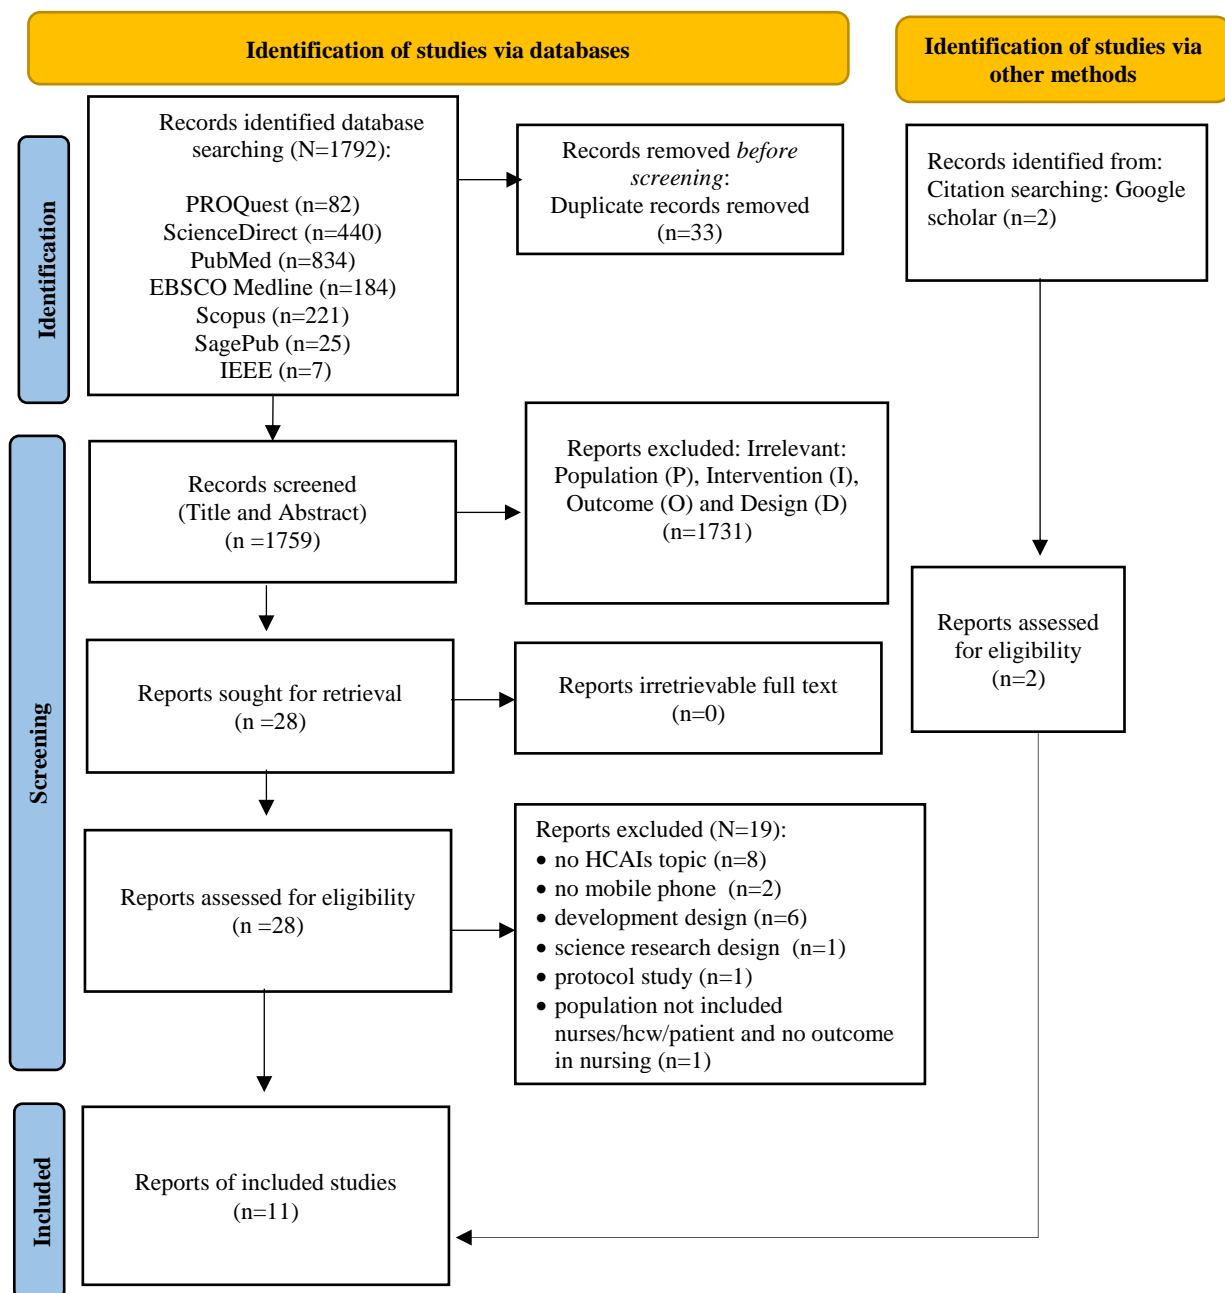 Identification of studies via databases
Identification of studies via
other methods
Identification
Records identified database
searching (N=1792):
PROQuest (n=82)
ScienceDirect (n=440)
PubMed (n=834)
EBSCO Medline (n=184)
Scopus (n=221)
SagePub (n=25)
IEEE (n=7)
Records removed before
screening:
Duplicate records removed
(n=33)
Records identified from:
Citation searching: Google
scholar (n=2)
Screening
Records screened
(Title and Abstract)
(n =1759)
Reports excluded: Irrelevant:
Population (P), Intervention (I),
Outcome (O) and Design (D)
(n=1731)
Reports assessed
for eligibility
(n=2)
Reports sought for retrieval
(n =28)
Reports irretrievable full text
(n=0)
Reports assessed for eligibility
(n =28)
Reports excluded (N=19):
• no HCAIs topic (n=8)
• no mobile phone (n=2)
• development design (n=6)
• science research design (n=1)
• protocol study (n=1)
• population not included
nurses/hcw/patient and no outcome
in nursing (n=1)
Included
Reports of included studies
(n=11)